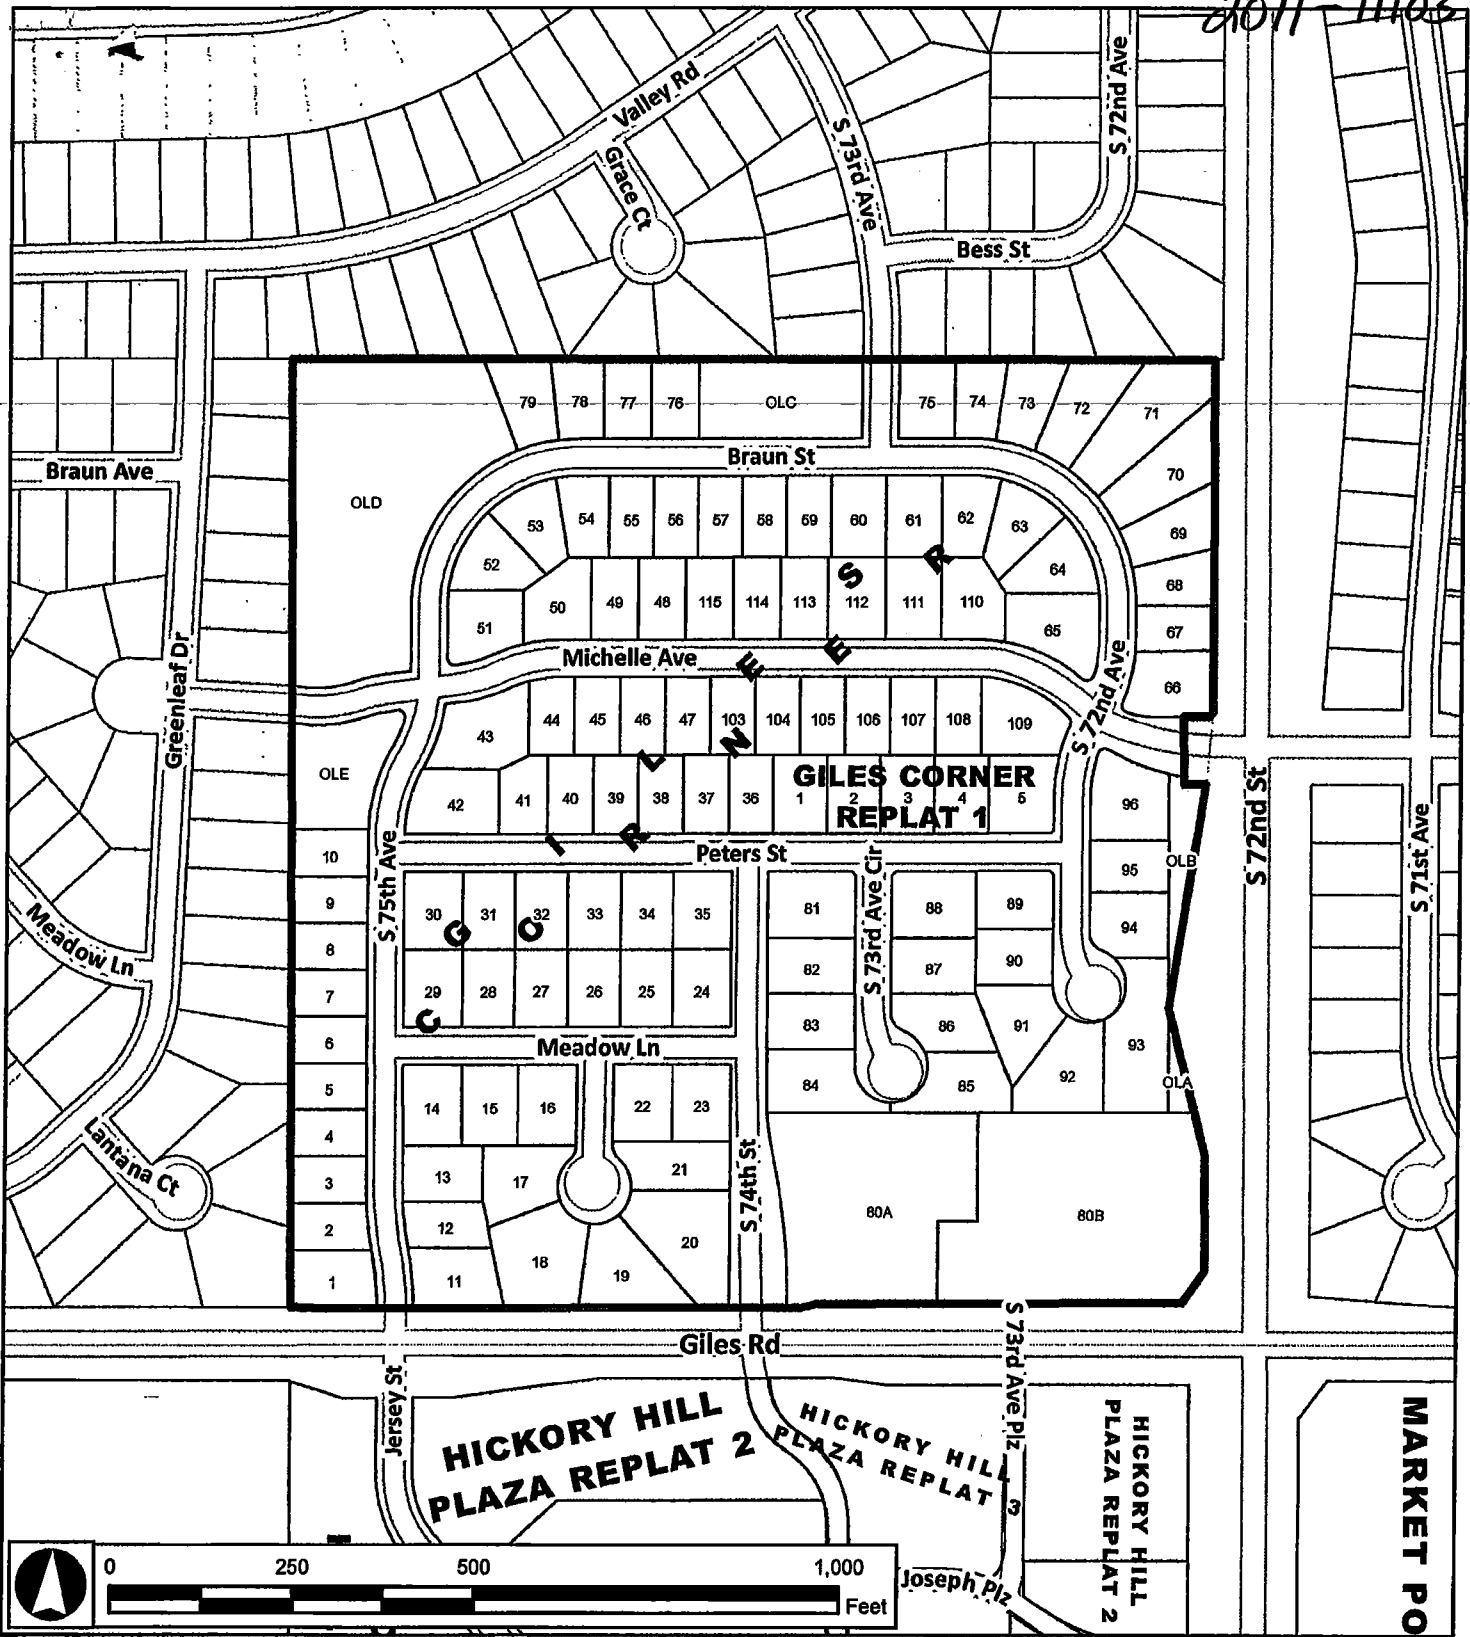 2011-11103
Valley Rd
Grace Ct
S 73rd Ave
S 72nd Ave
Bess St
79 78 77 76 OLC 75 74 73 72 71
Braun St
Braun Ave
70
OLD
53 54 55 56 57 58 59 60 61 62 63
69
52
64
68
50 49 48 115 114 113 112 111 110
51
65
67
Michelle Ave
Greenleaf Dr
66
S 72nd Ave
44 45 46 47 103 104 105 106 107 108 109
43
OLE
GILES CORNER
REPLAT 1
42 41 40 39 38 37 36 1 2 3 4 5
96
S 72nd St
S 71st Ave
Peters St
S 75th Ave
S 73rd Ave Cir
10
95
OLB
9
30 31 32 33 34 35
81
88
89
94
8
Meadow Ln
82
87
90
7
29 28 27 26 25 24
83
86
91
6
93
Meadow Ln
5
84
85
92
OLA
14 15 16 22 23
4
Lantana Ct
3
13
17
21
S 74th St
80A
80B
2
12
20
1
11
18
19
G I L E S
C O R N E R
Giles Rd
S 73rd Ave Plz
Jersey St
HICKORY HILL
PLAZA REPLAT 2
HICKORY HILL
PLAZA REPLAT 3
HICKORY HILL
PLAZA REPLAT 2
MARKET PO
Joseph Plz
0 250 500 1,000
Feet